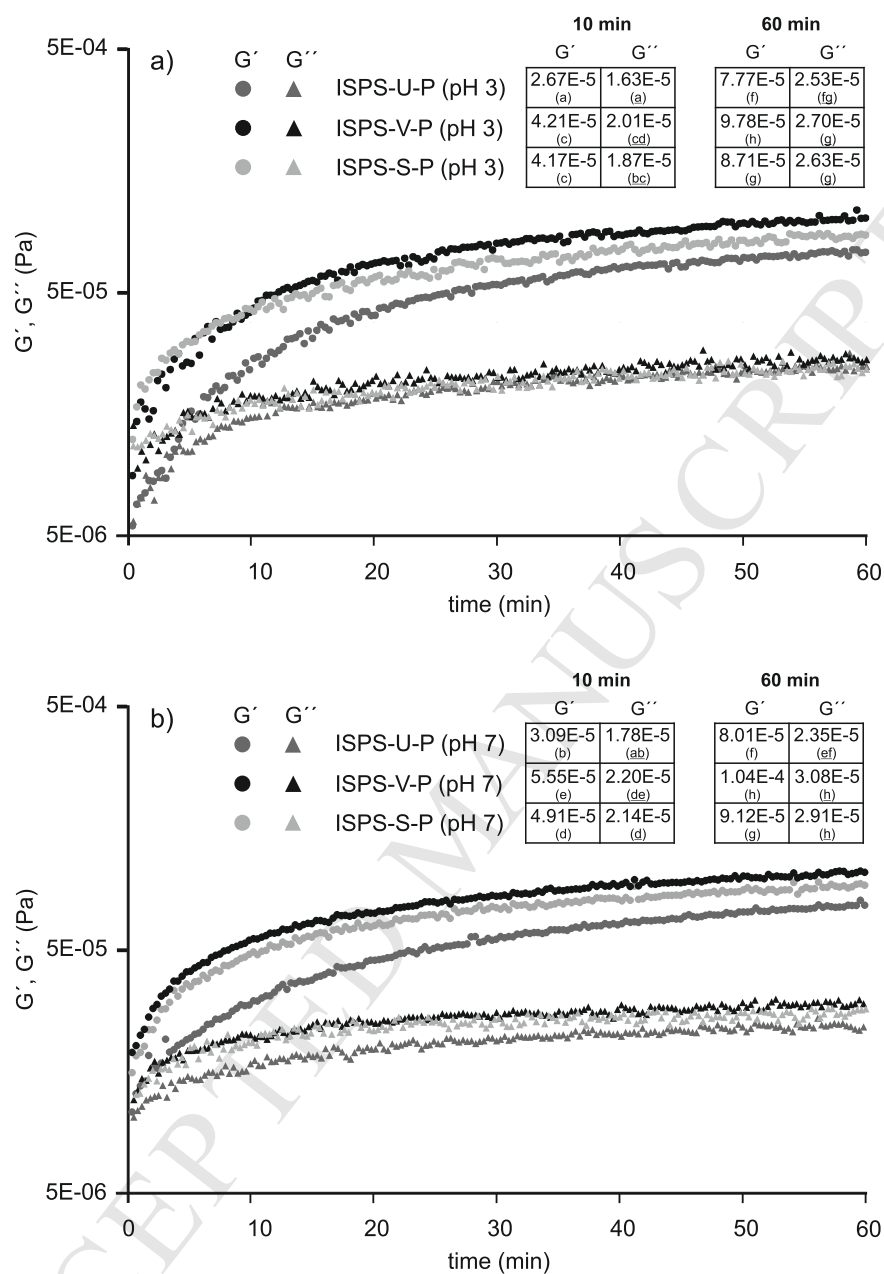 10 min 60 min
5E-04
a) G´ G´´ G´ G´´ G´ G´´
ISPS-U-P (pH 3) 2.67E-5 1.63E-5 7.77E-5 2.53E-5
(a) (a) (f) (fg)
ISPS-V-P (pH 3) 4.21E-5 2.01E-5 9.78E-5 2.70E-5
(c) (cd) (h) (g)
ISPS-S-P (pH 3) 4.17E-5 1.87E-5 8.71E-5 2.63E-5
(c) (bc) (g) (g)
G´, G´´ (Pa)
5E-05
5E-06
0 10 20 30 40 50 60
time (min)
10 min 60 min
5E-04
b) G´ G´´ G´ G´´ G´ G´´
ISPS-U-P (pH 7) 3.09E-5 1.78E-5 8.01E-5 2.35E-5
(b) (ab) (f) (ef)
ISPS-V-P (pH 7) 5.55E-5 2.20E-5 1.04E-4 3.08E-5
(e) (de) (h) (h)
ISPS-S-P (pH 7) 4.91E-5 2.14E-5 9.12E-5 2.91E-5
(d) (d) (g) (h)
G´, G´´ (Pa)
5E-05
5E-06
0 10 20 30 40 50 60
time (min)
CEPTED MANUSCRIPT